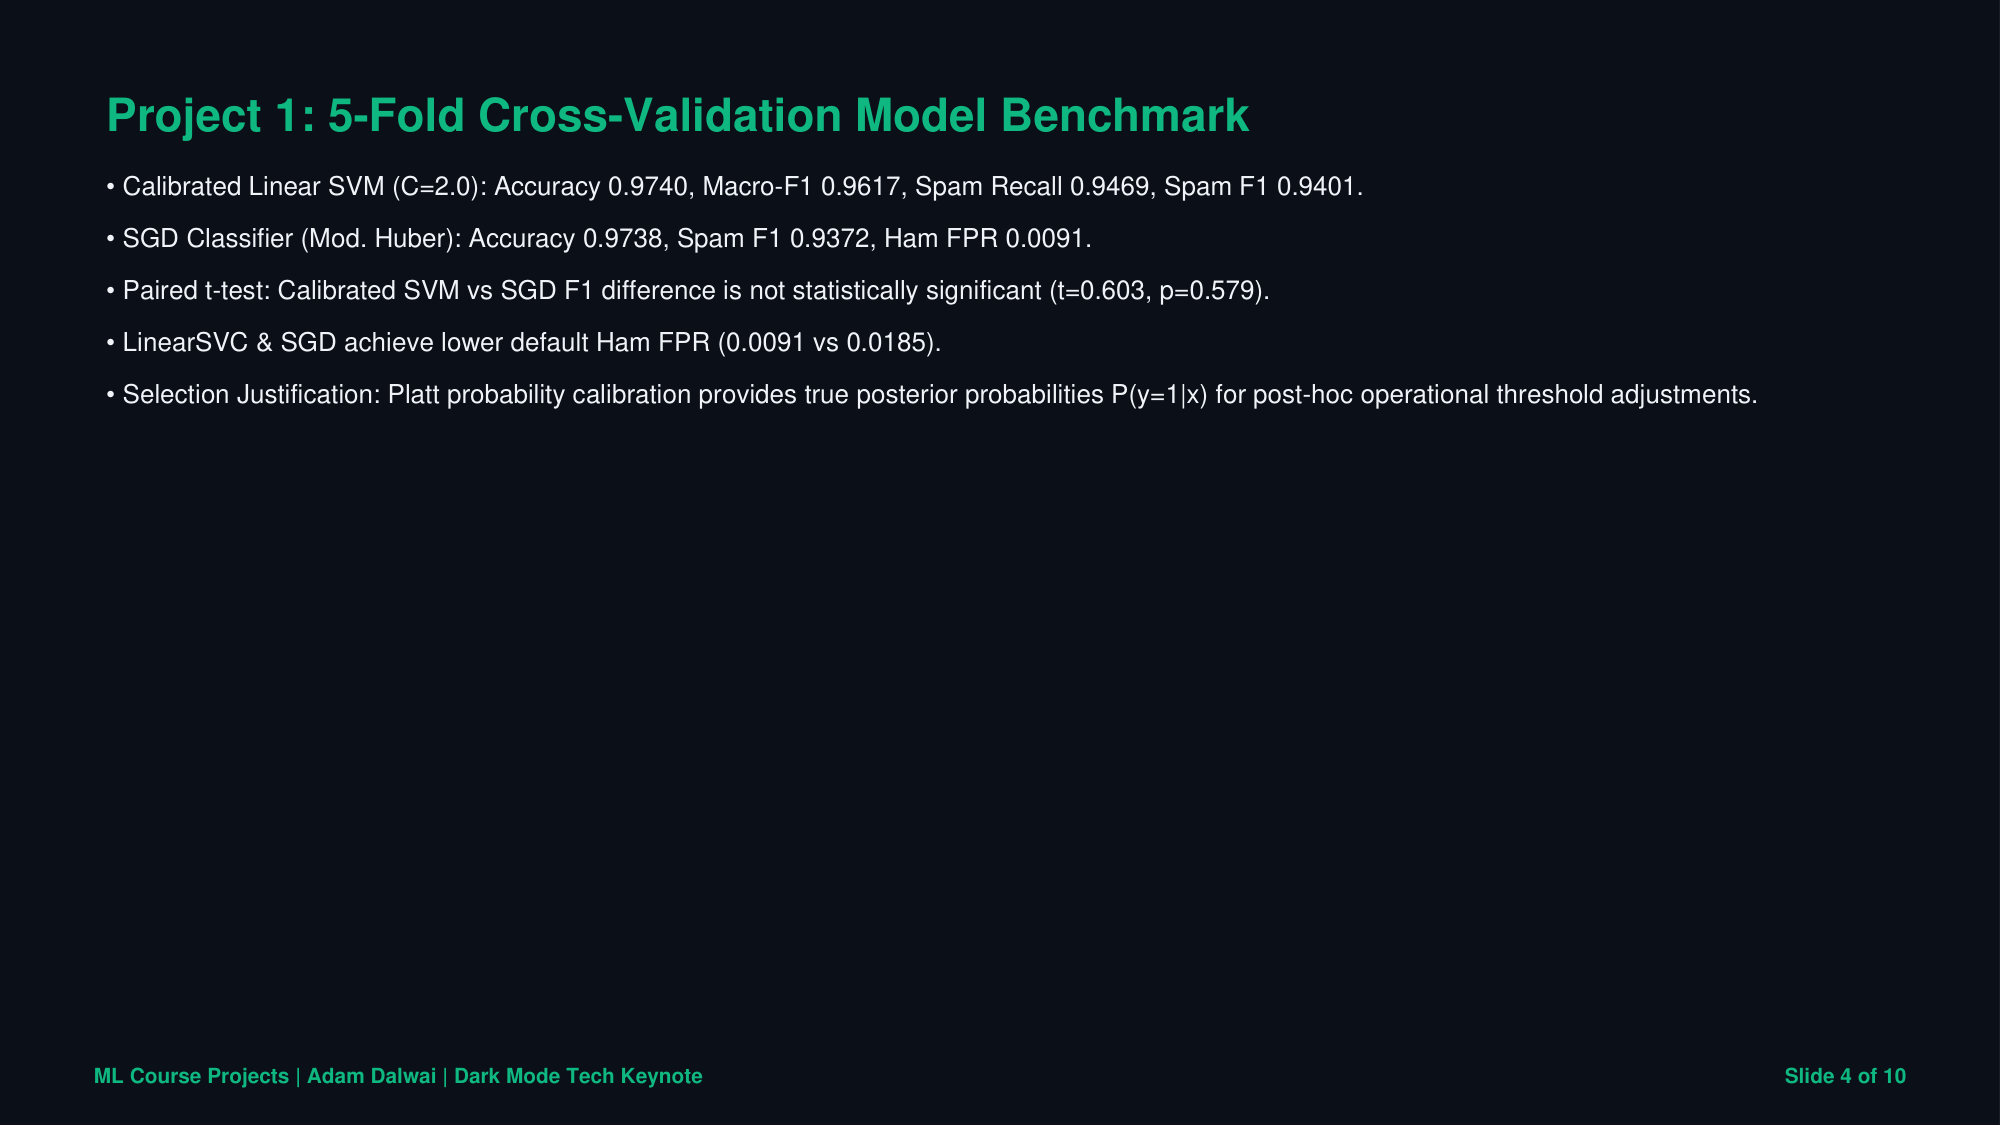 Project 1: 5-Fold Cross-Validation Model Benchmark
• Calibrated Linear SVM (C=2.0): Accuracy 0.9740, Macro-F1 0.9617, Spam Recall 0.9469, Spam F1 0.9401.
• SGD Classifier (Mod. Huber): Accuracy 0.9738, Spam F1 0.9372, Ham FPR 0.0091.
• Paired t-test: Calibrated SVM vs SGD F1 difference is not statistically significant (t=0.603, p=0.579).
• LinearSVC & SGD achieve lower default Ham FPR (0.0091 vs 0.0185).
• Selection Justification: Platt probability calibration provides true posterior probabilities P(y=1|x) for post-hoc operational threshold adjustments.
ML Course Projects | Adam Dalwai | Dark Mode Tech Keynote
Slide 4 of 10